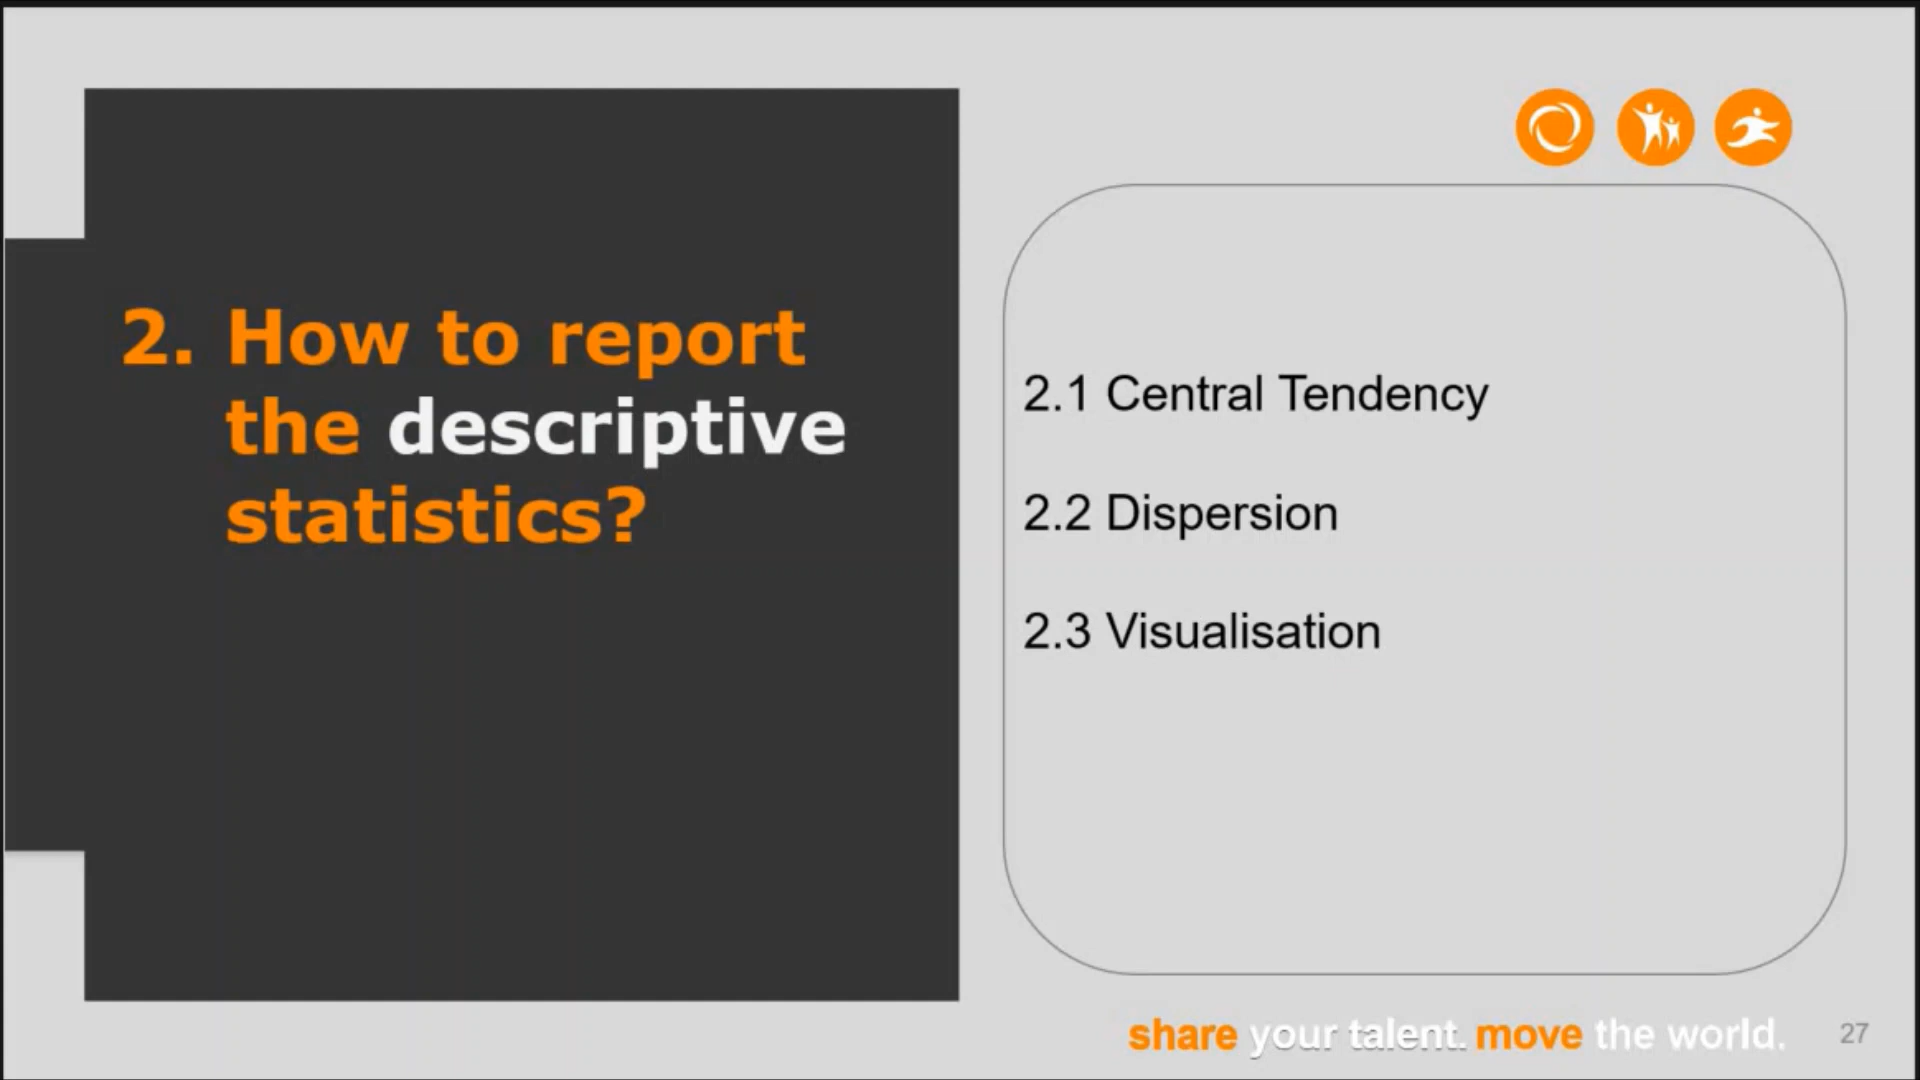 2. How to report
the descriptive
statistics?
2.1 Central Tendency
2.2 Dispersion
2.3 Visualisation
share your talent. move the world.
27